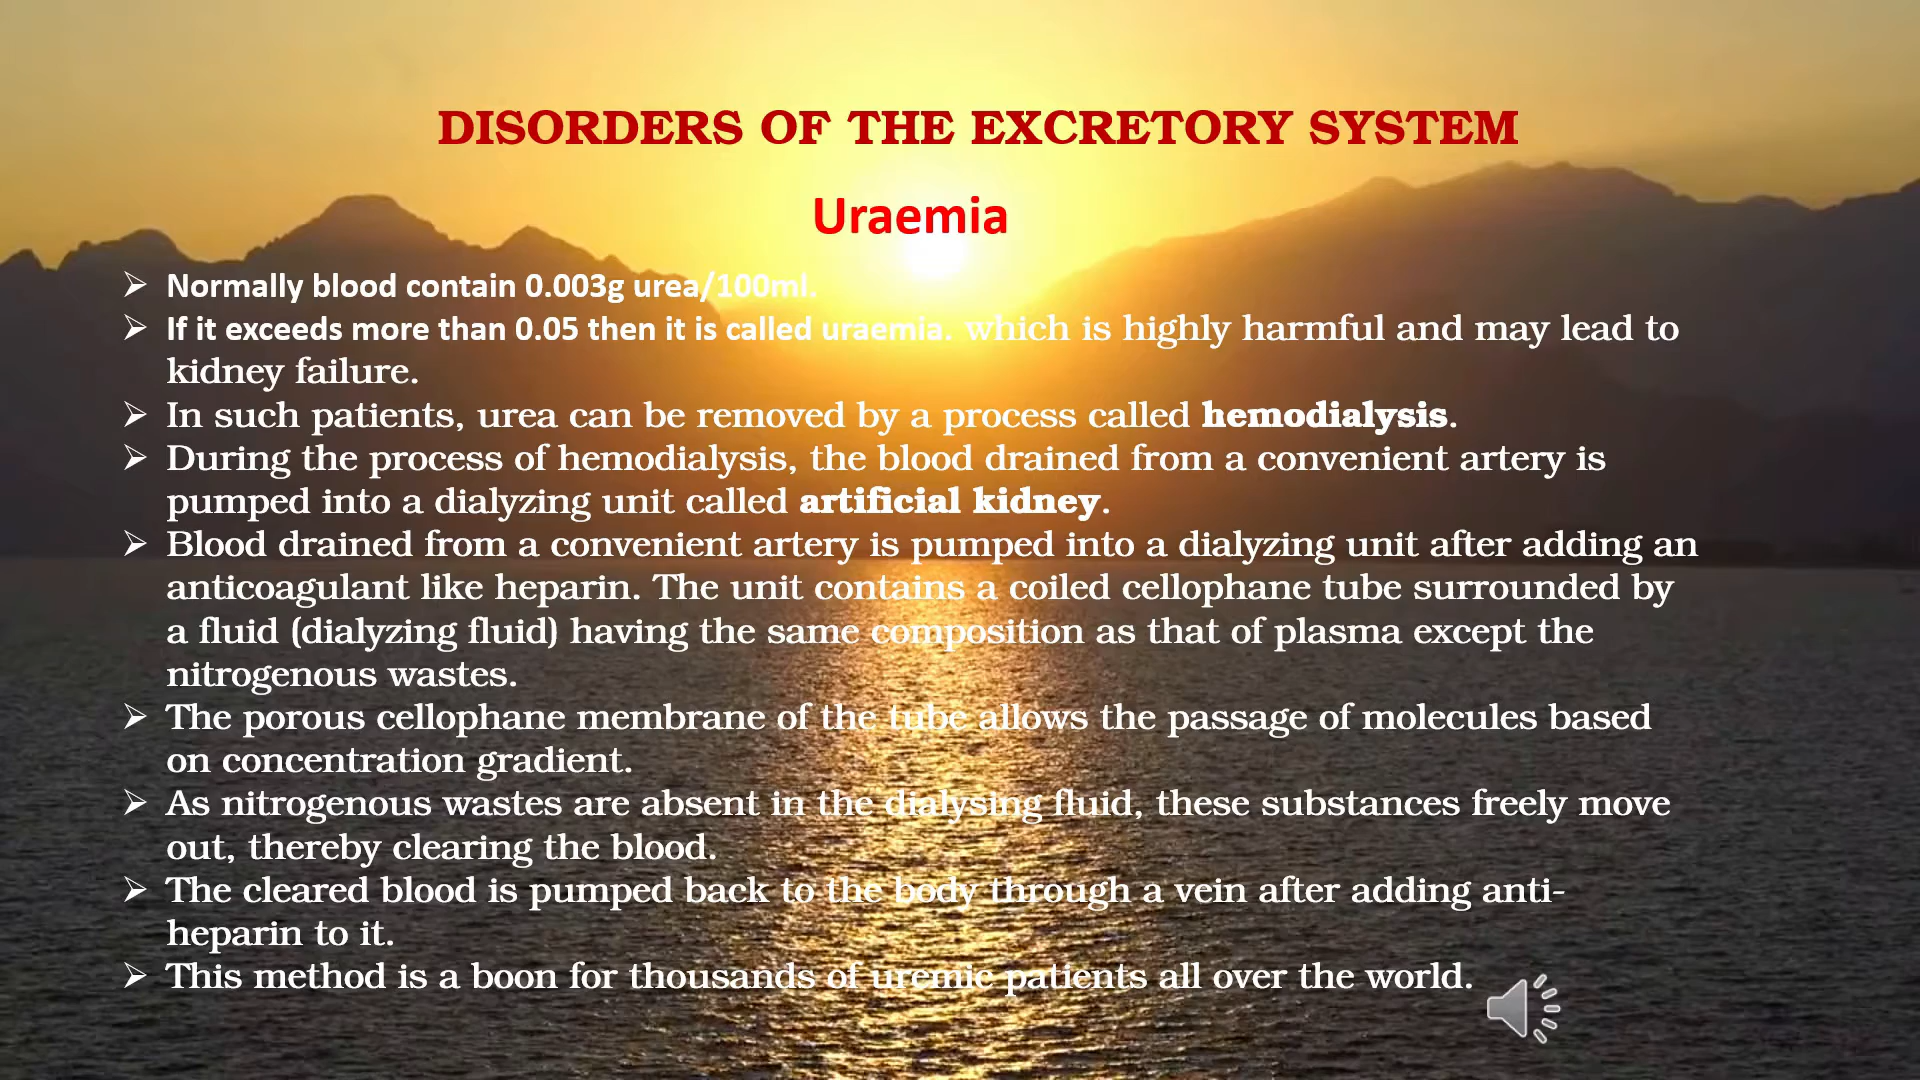 DISORDERS OF THE EXCRETORY SYSTEM
Uraemia
➢ Normally blood contain 0.003g urea/100ml.
➢ If it exceeds more than 0.05 then it is called uraemia. which is highly harmful and may lead to
kidney failure.
➢ In such patients, urea can be removed by a process called hemodialysis.
➢ During the process of hemodialysis, the blood drained from a convenient artery is
pumped into a dialyzing unit called artificial kidney.
➢ Blood drained from a convenient artery is pumped into a dialyzing unit after adding an
anticoagulant like heparin. The unit contains a coiled cellophane tube surrounded by
a fluid (dialyzing fluid) having the same composition as that of plasma except the
nitrogenous wastes.
➢ The porous cellophane membrane of the tube allows the passage of molecules based
on concentration gradient.
➢ As nitrogenous wastes are absent in the dialysing fluid, these substances freely move
out, thereby clearing the blood.
➢ The cleared blood is pumped back to the body through a vein after adding anti-
heparin to it.
➢ This method is a boon for thousands of uremic patients all over the world.